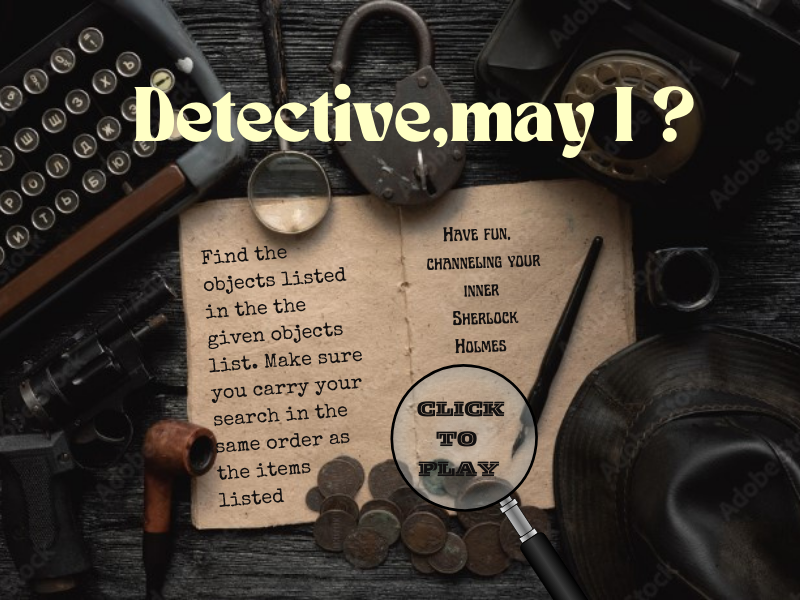 Detective,may I ?
Find the
objects listed
in the the
given objects
list. Make sure
you carry your
search in the
same order as
the items
listed
Have fun,
channeling your
inner
Sherlock
Holmes
CLICK
TO
PLAY